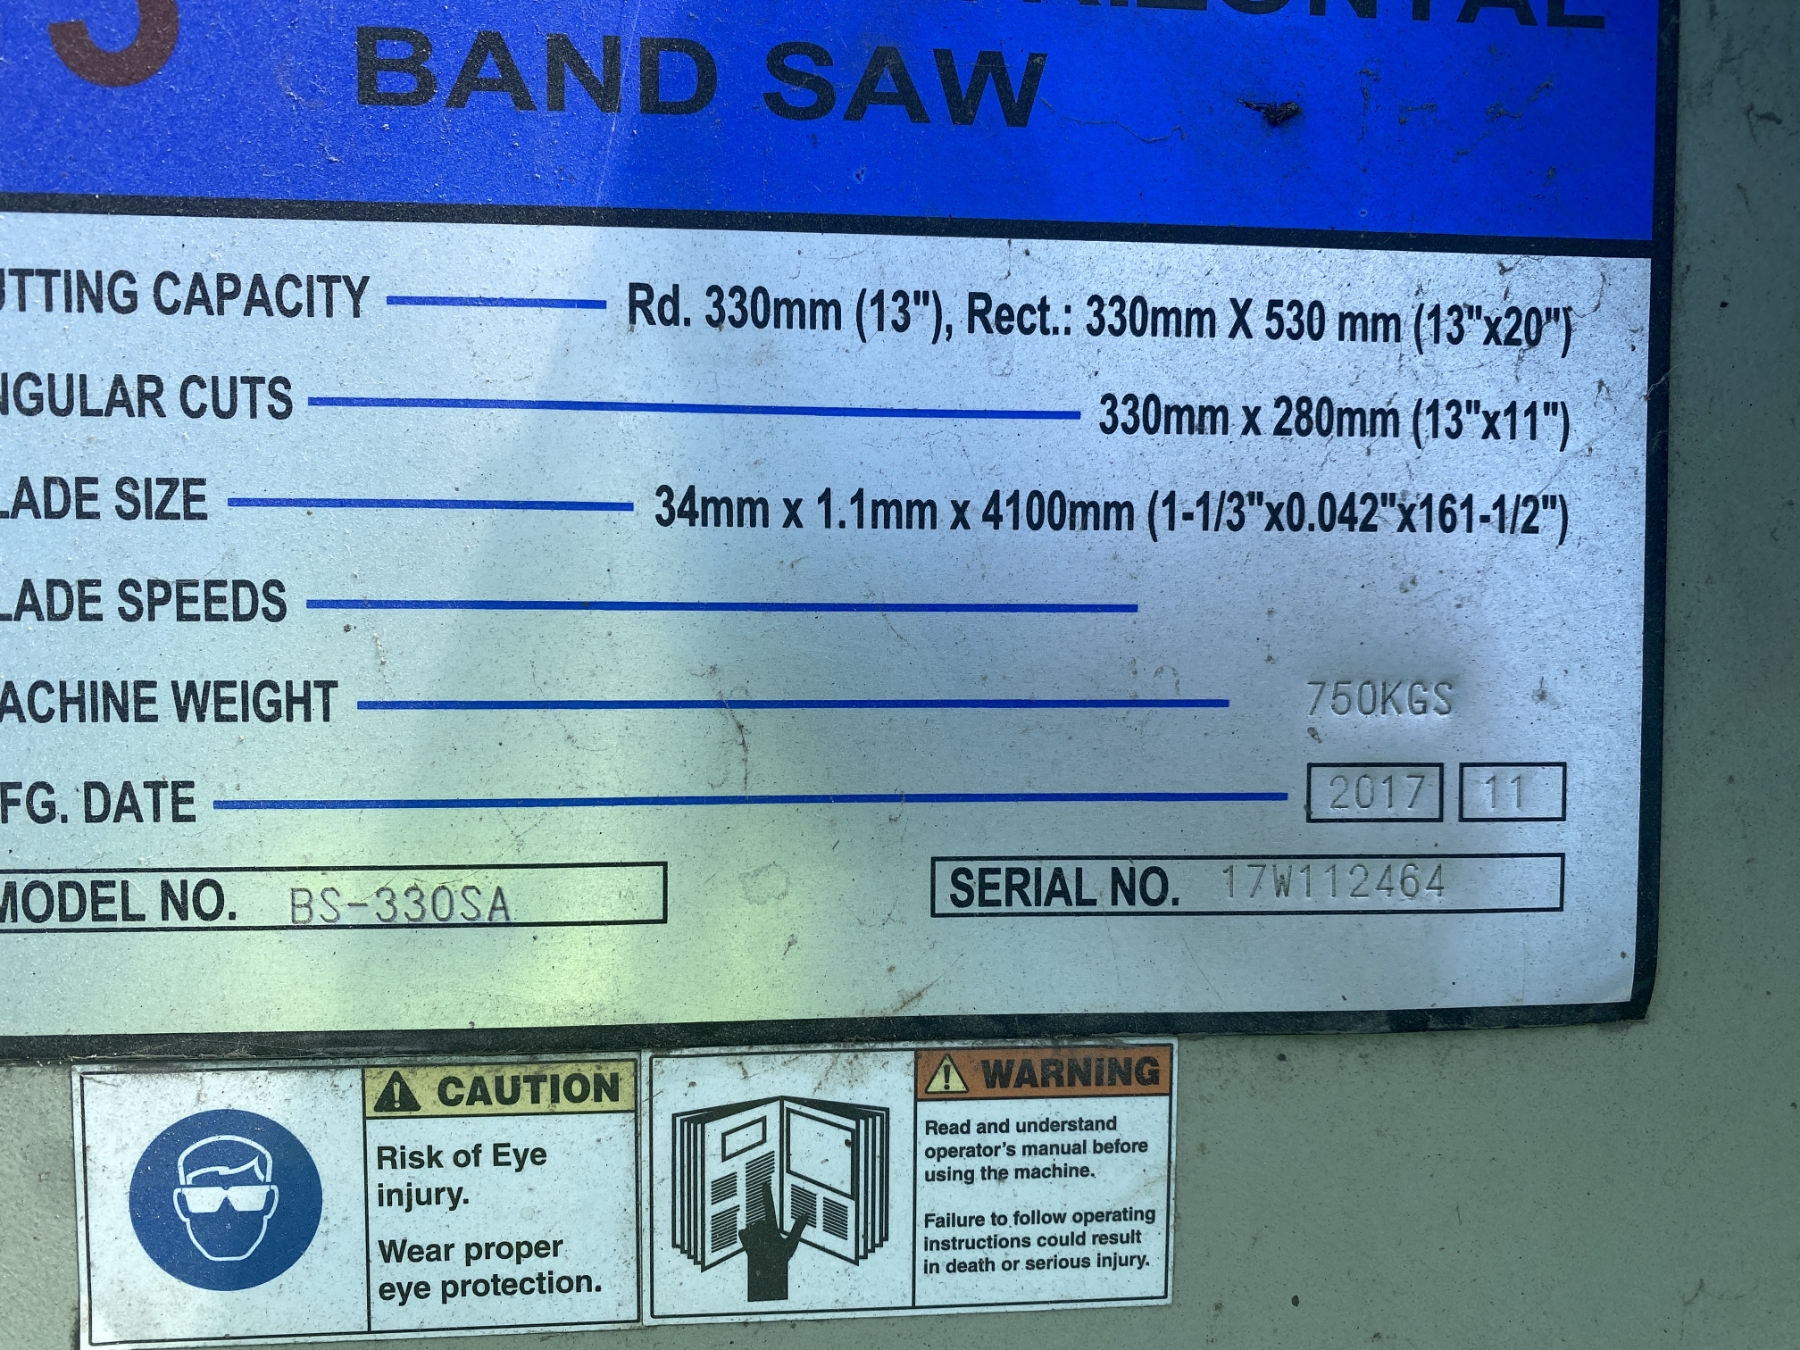 BAND SAW
UTTING CAPACITY Rd. 330mm (13"), Rect.: 330mm X 530 mm (13"x20")
NGULAR CUTS 330mm x 280mm (13"x11")
LADE SIZE 34mm x 1.1mm x 4100mm (1-1/3"x0.042"x161-1/2")
LADE SPEEDS
ACHINE WEIGHT 750KGS
FG. DATE 2017 11
MODEL NO. BS-330SA SERIAL NO. 17W112464
CAUTION
Risk of Eye
injury.
Wear proper
eye protection.
WARNING
Read and understand
operator's manual before
using the machine.
Failure to follow operating
instructions could result
in death or serious injury.